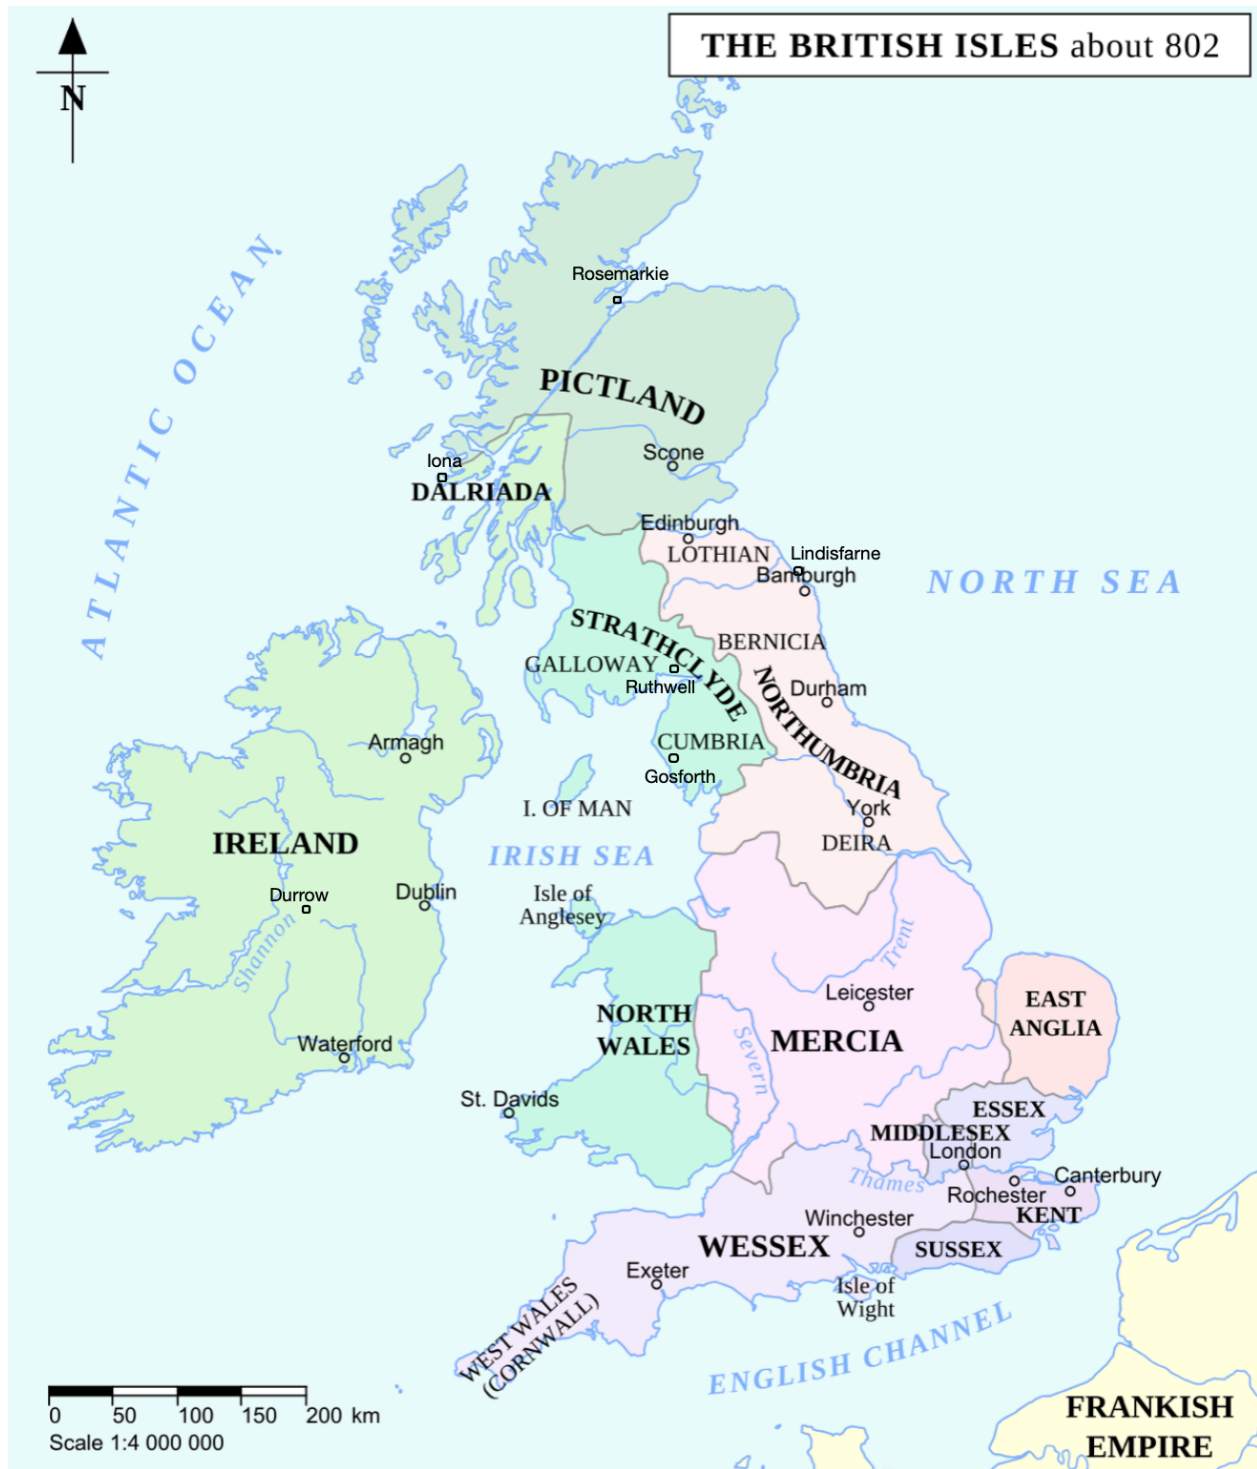 THE BRITISH ISLES about 802
N
ATLANTIC OCEAN
Rosemarkie
PICTLAND
Scone
Iona
DALRIADA
Edinburgh
LOTHIAN
Lindisfarne
Bamburgh
NORTH SEA
STRATHCLYDE
BERNICIA
GALLOWAY
Ruthwell
NORTHUMBRIA
Durham
Armagh
CUMBRIA
Gosforth
I. OF MAN
York
DEIRA
IRELAND
IRISH SEA
Durrow
Dublin
Isle of
Anglesey
Shannon
Trent
Leicester
EAST
ANGLIA
NORTH
WALES
MERCIA
Severn
Waterford
St. Davids
ESSEX
MIDDLESEX
London
Thames
Canterbury
Rochester
KENT
Winchester
WESSEX
SUSSEX
Exeter
Isle of
Wight
WEST WALES
(CORNWALL)
ENGLISH CHANNEL
0 50 100 150 200 km
Scale 1:4 000 000
FRANKISH
EMPIRE